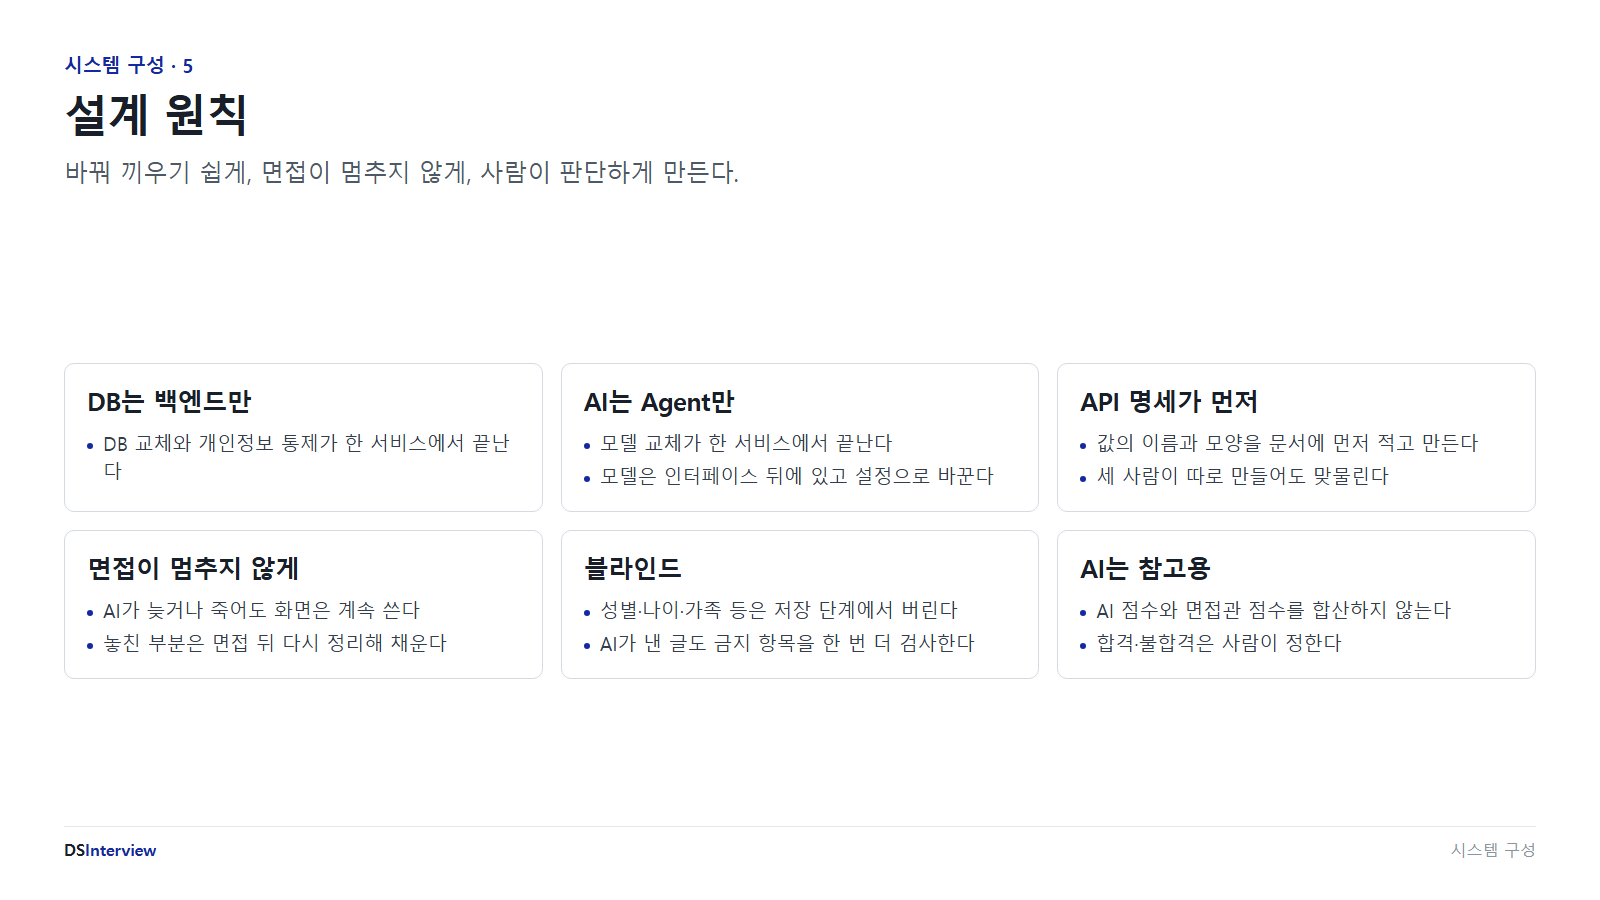 시스템 구성 · 5
설계 원칙
바꿔 끼우기 쉽게, 면접이 멈추지 않게, 사람이 판단하게 만든다.
DB는 백엔드만
• DB 교체와 개인정보 통제가 한 서비스에서 끝난
다
AI는 Agent만
• 모델 교체가 한 서비스에서 끝난다
• 모델은 인터페이스 뒤에 있고 설정으로 바꾼다
API 명세가 먼저
• 값의 이름과 모양을 문서에 먼저 적고 만든다
• 세 사람이 따로 만들어도 맞물린다
면접이 멈추지 않게
• AI가 늦거나 죽어도 화면은 계속 쓴다
• 놓친 부분은 면접 뒤 다시 정리해 채운다
블라인드
• 성별·나이·가족 등은 저장 단계에서 버린다
• AI가 낸 글도 금지 항목을 한 번 더 검사한다
AI는 참고용
• AI 점수와 면접관 점수를 합산하지 않는다
• 합격·불합격은 사람이 정한다
DSInterview
시스템 구성